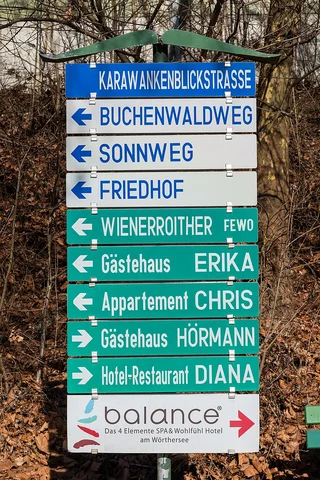 KARAWANKENBLICKSTRASSE
BUCHENWALDWEG
SONNWEG
FRIEDHOF
WIENERROITHER FEWO
Gästehaus ERIKA
Appartement CHRIS
Gästehaus HÖRMANN
Hotel-Restaurant DIANA
balance®
Das 4 Elemente SPA & Wohlfühl Hotel
am Wörthersee